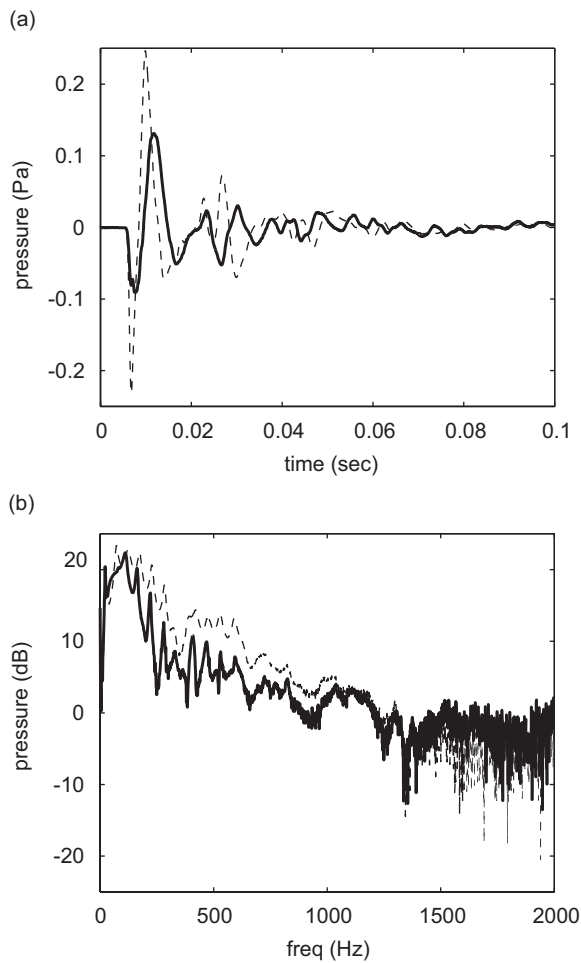 (a)
0.2
0.1
0
-0.1
-0.2
pressure (Pa)
0 0.02 0.04 0.06 0.08 0.1
time (sec)
(b)
20
10
0
-10
-20
pressure (dB)
0 500 1000 1500 2000
freq (Hz)